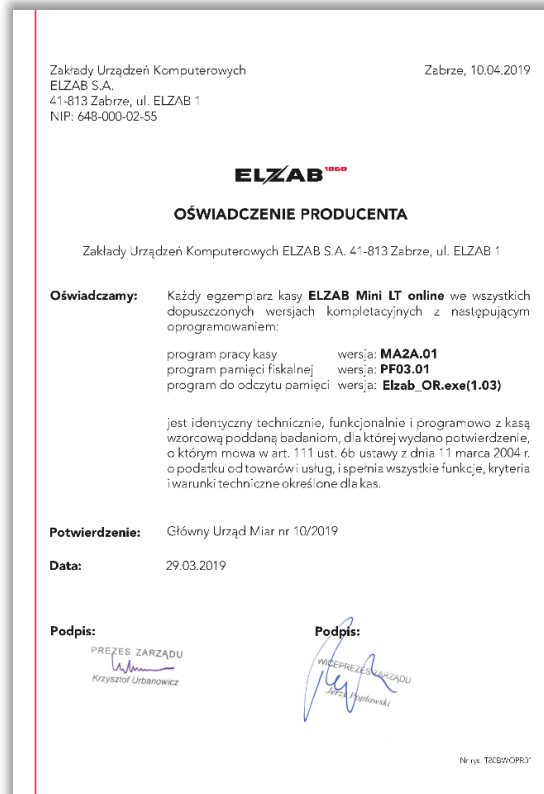 Zakłady Urządzeń Komputerowych
Zabrze, 10.04.2019
ELZAB S.A.
41-813 Zabrze, ul. ELZAB 1
NIP: 648-000-02-55
ELZAB 1969
OŚWIADCZENIE PRODUCENTA
Zakłady Urządzeń Komputerowych ELZAB S.A. 41-813 Zabrze, ul. ELZAB 1
Oświadczamy: Każdy egzemplarz kasy ELZAB Mini LT online we wszystkich
dopuszczonych wersjach kompletacyjnych z następującym
oprogramowaniem:
program pracy kasy wersja: MA2A.01
program pamięci fiskalnej wersja: PF03.01
program do odczytu pamięci wersja: Elzab_OR.exe(1.03)
jest identyczny technicznie, funkcjonalnie i programowo z kasą
wzorcową poddaną badaniom, dla której wydano potwierdzenie,
o którym mowa w art. 111 ust. 6b ustawy z dnia 11 marca 2004 r.
o podatku od towarów i usług, i spełnia wszystkie funkcje, kryteria
i warunki techniczne określone dla kas.
Potwierdzenie: Główny Urząd Miar nr 10/2019
Data: 29.03.2019
Podpis:
Podpis:
PREZES ZARZĄDU
Krzysztof Urbanowicz
WICEPREZES ZARZĄDU
Jerzy Popławski
Nr rys.